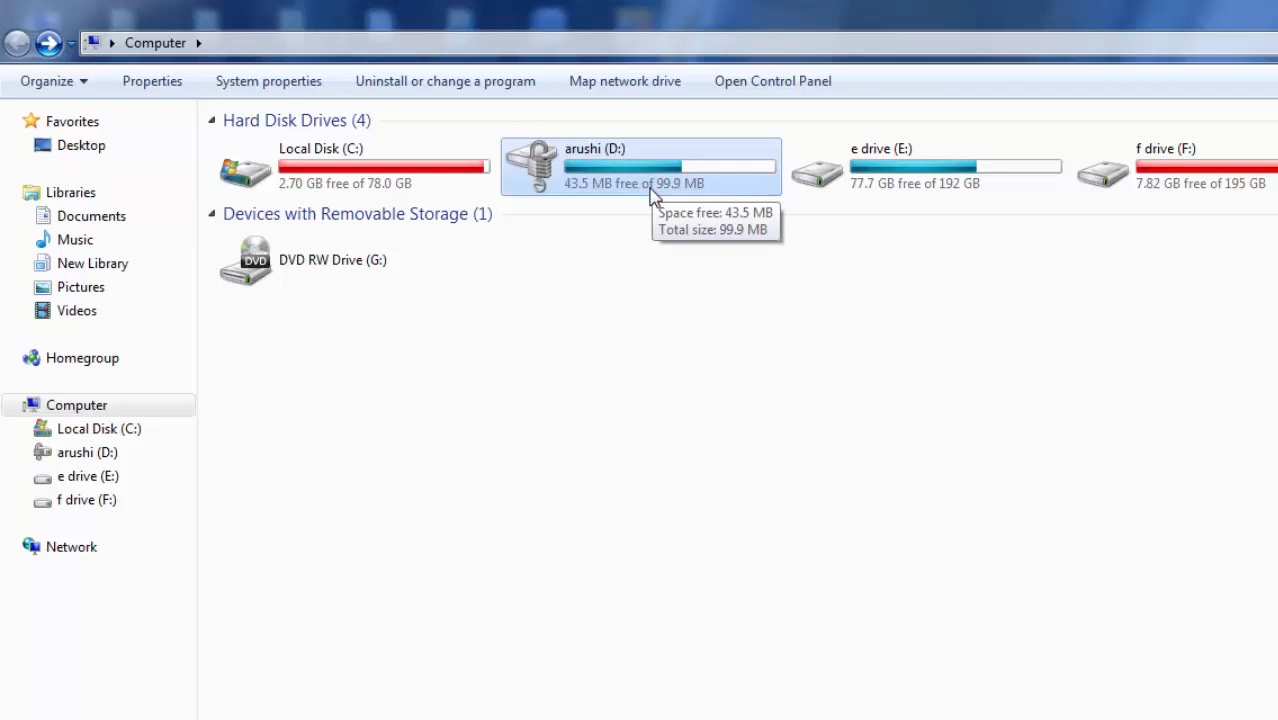 Computer
Organize
Properties
System properties
Uninstall or change a program
Map network drive
Open Control Panel
Favorites
Desktop
Libraries
Documents
Music
New Library
Pictures
Videos
Homegroup
Computer
Local Disk (C:)
arushi (D:)
e drive (E:)
f drive (F:)
Network
Hard Disk Drives (4)
Local Disk (C:)
2.70 GB free of 78.0 GB
arushi (D:)
43.5 MB free of 99.9 MB
e drive (E:)
77.7 GB free of 192 GB
f drive (F:)
7.82 GB free of 195 GB
Space free: 43.5 MB
Total size: 99.9 MB
Devices with Removable Storage (1)
DVD
DVD RW Drive (G:)